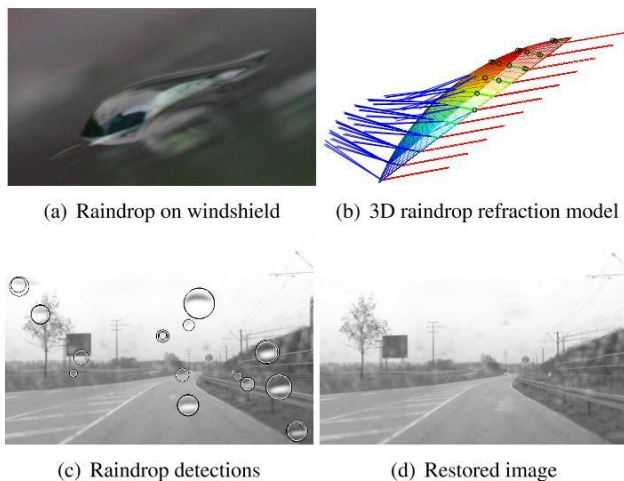 (a) Raindrop on windshield
(b) 3D raindrop refraction model
(c) Raindrop detections
(d) Restored image